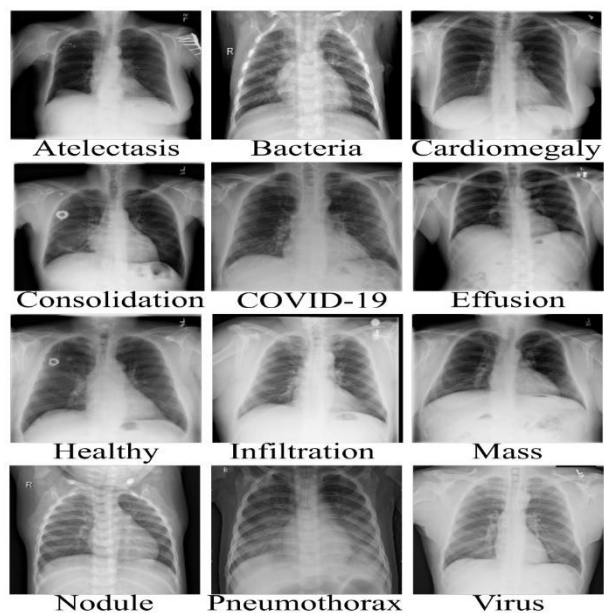 R
Atelectasis Bacteria Cardiomegaly
Consolidation COVID-19 Effusion
Healthy Infiltration Mass
R
Nodule Pneumothorax Virus